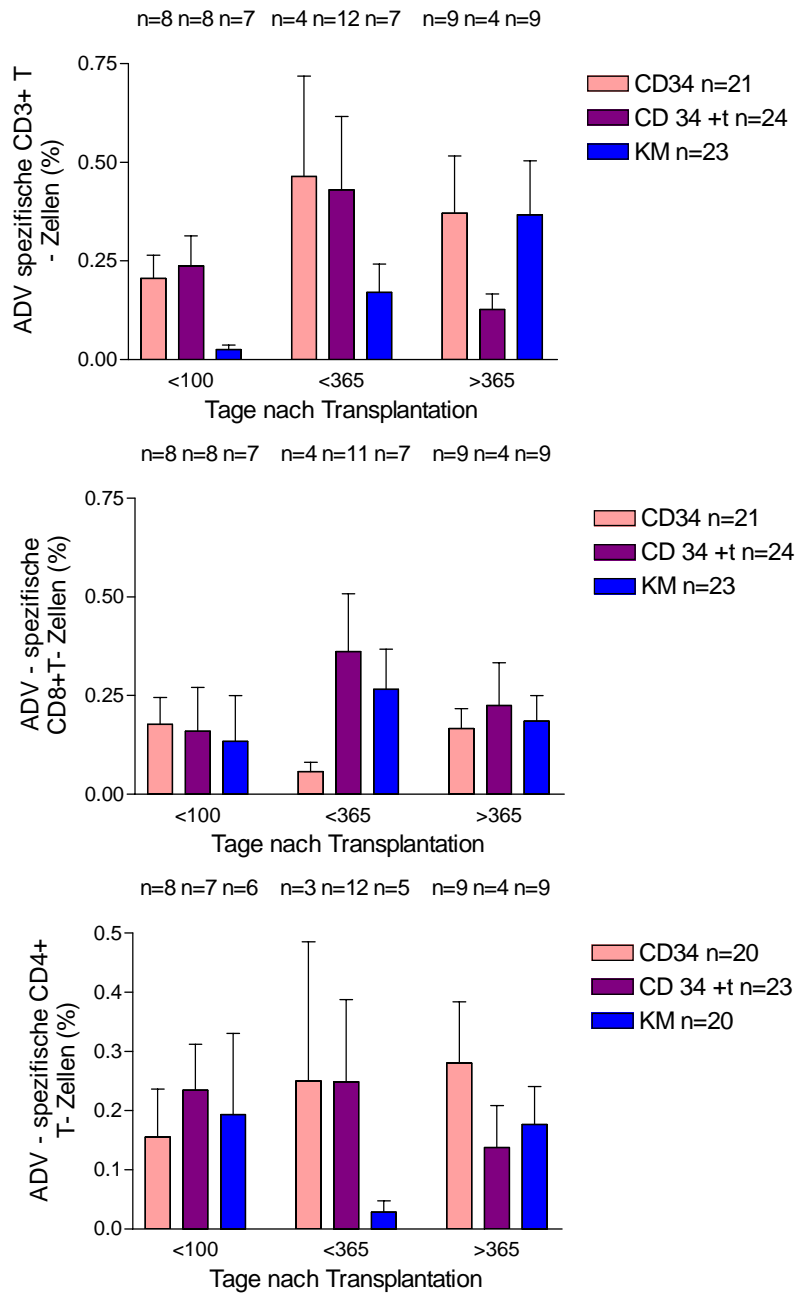 n=8 n=8 n=7 n=4 n=12 n=7 n=9 n=4 n=9
ADV spezifische CD3+ T
- Zellen (%)
0.75
0.50
0.25
0.00
<100 <365 >365
Tage nach Transplantation
CD34 n=21
CD 34 +t n=24
KM n=23
n=8 n=8 n=7 n=4 n=11 n=7 n=9 n=4 n=9
ADV - spezifische
CD8+T- Zellen (%)
0.75
0.50
0.25
0.00
<100 <365 >365
Tage nach Transplantation
CD34 n=21
CD 34 +t n=24
KM n=23
n=8 n=7 n=6 n=3 n=12 n=5 n=9 n=4 n=9
ADV - spezifische CD4+
T- Zellen (%)
0.5
0.4
0.3
0.2
0.1
0.0
<100 <365 >365
Tage nach Transplantation
CD34 n=20
CD 34 +t n=23
KM n=20